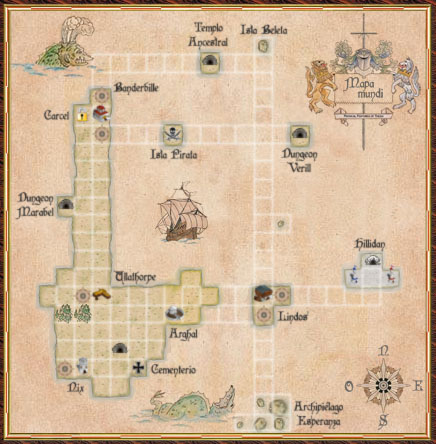 Templo
Ancestral
Isla Beleta
Mapa
mundi
Banderbille
Carcel
Isla Pirata
Dungeon
Verill
Dungeon
Marabel
Hillidan
Ullathorpe
Lindos
Arghal
Cementerio
Nix
N
O
E
S
Archipiélago
Esperanza